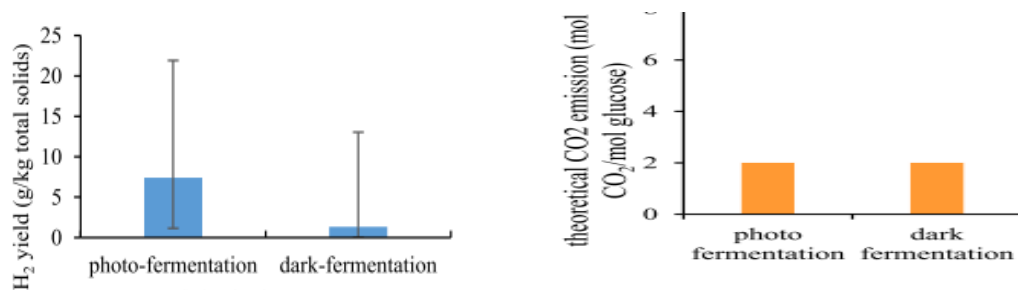 H₂ yield (g/kg total solids)
25
20
15
10
5
0
photo-fermentation
dark-fermentation
theoretical CO2 emission (mol
CO₂/mol glucose)
6
4
2
0
photo
fermentation
dark
fermentation